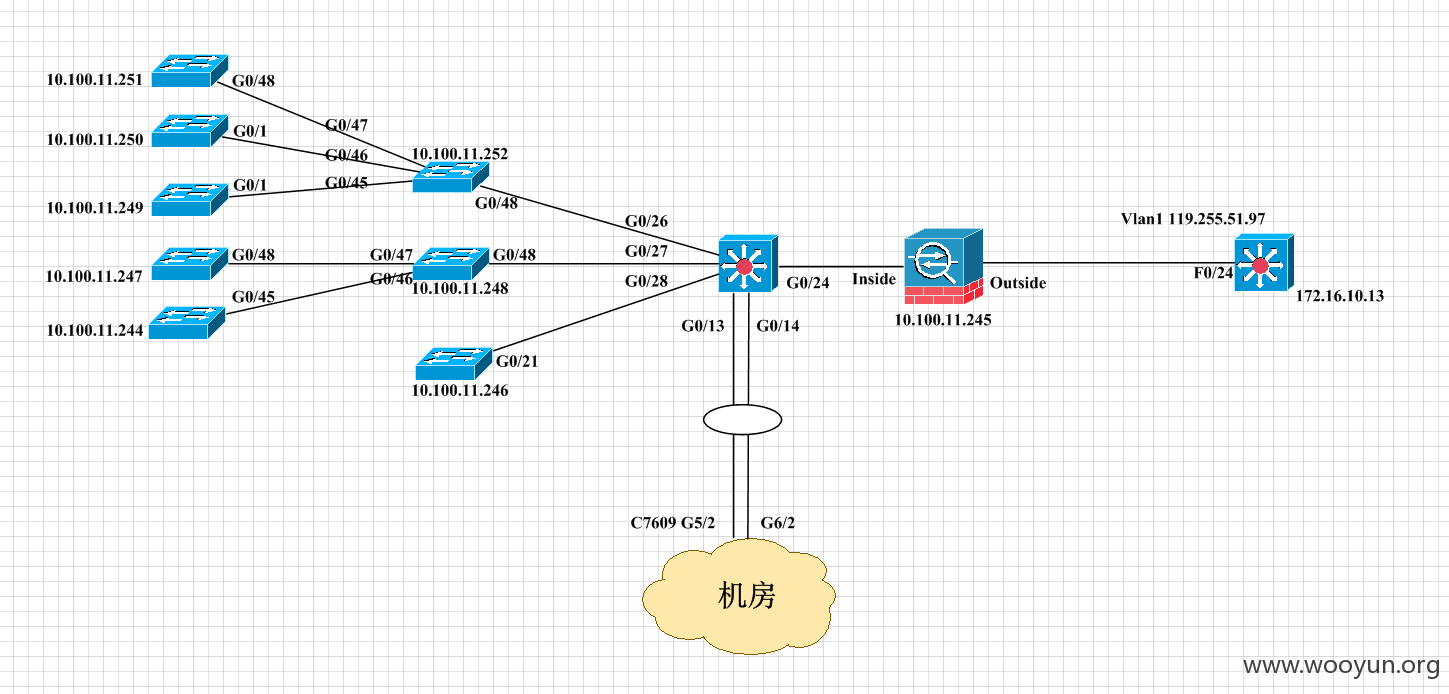 10.100.11.251
G0/48
10.100.11.250
G0/1
G0/47
G0/46
10.100.11.252
10.100.11.249
G0/1
G0/45
G0/48
G0/26
10.100.11.247
G0/48
G0/47
G0/48
G0/27
G0/46
10.100.11.248
G0/28
10.100.11.244
G0/45
G0/21
10.100.11.246
G0/24
Inside
Outside
10.100.11.245
Vlan1 119.255.51.97
F0/24
172.16.10.13
G0/13
G0/14
C7609 G5/2
G6/2
机房
www.wooyun.org